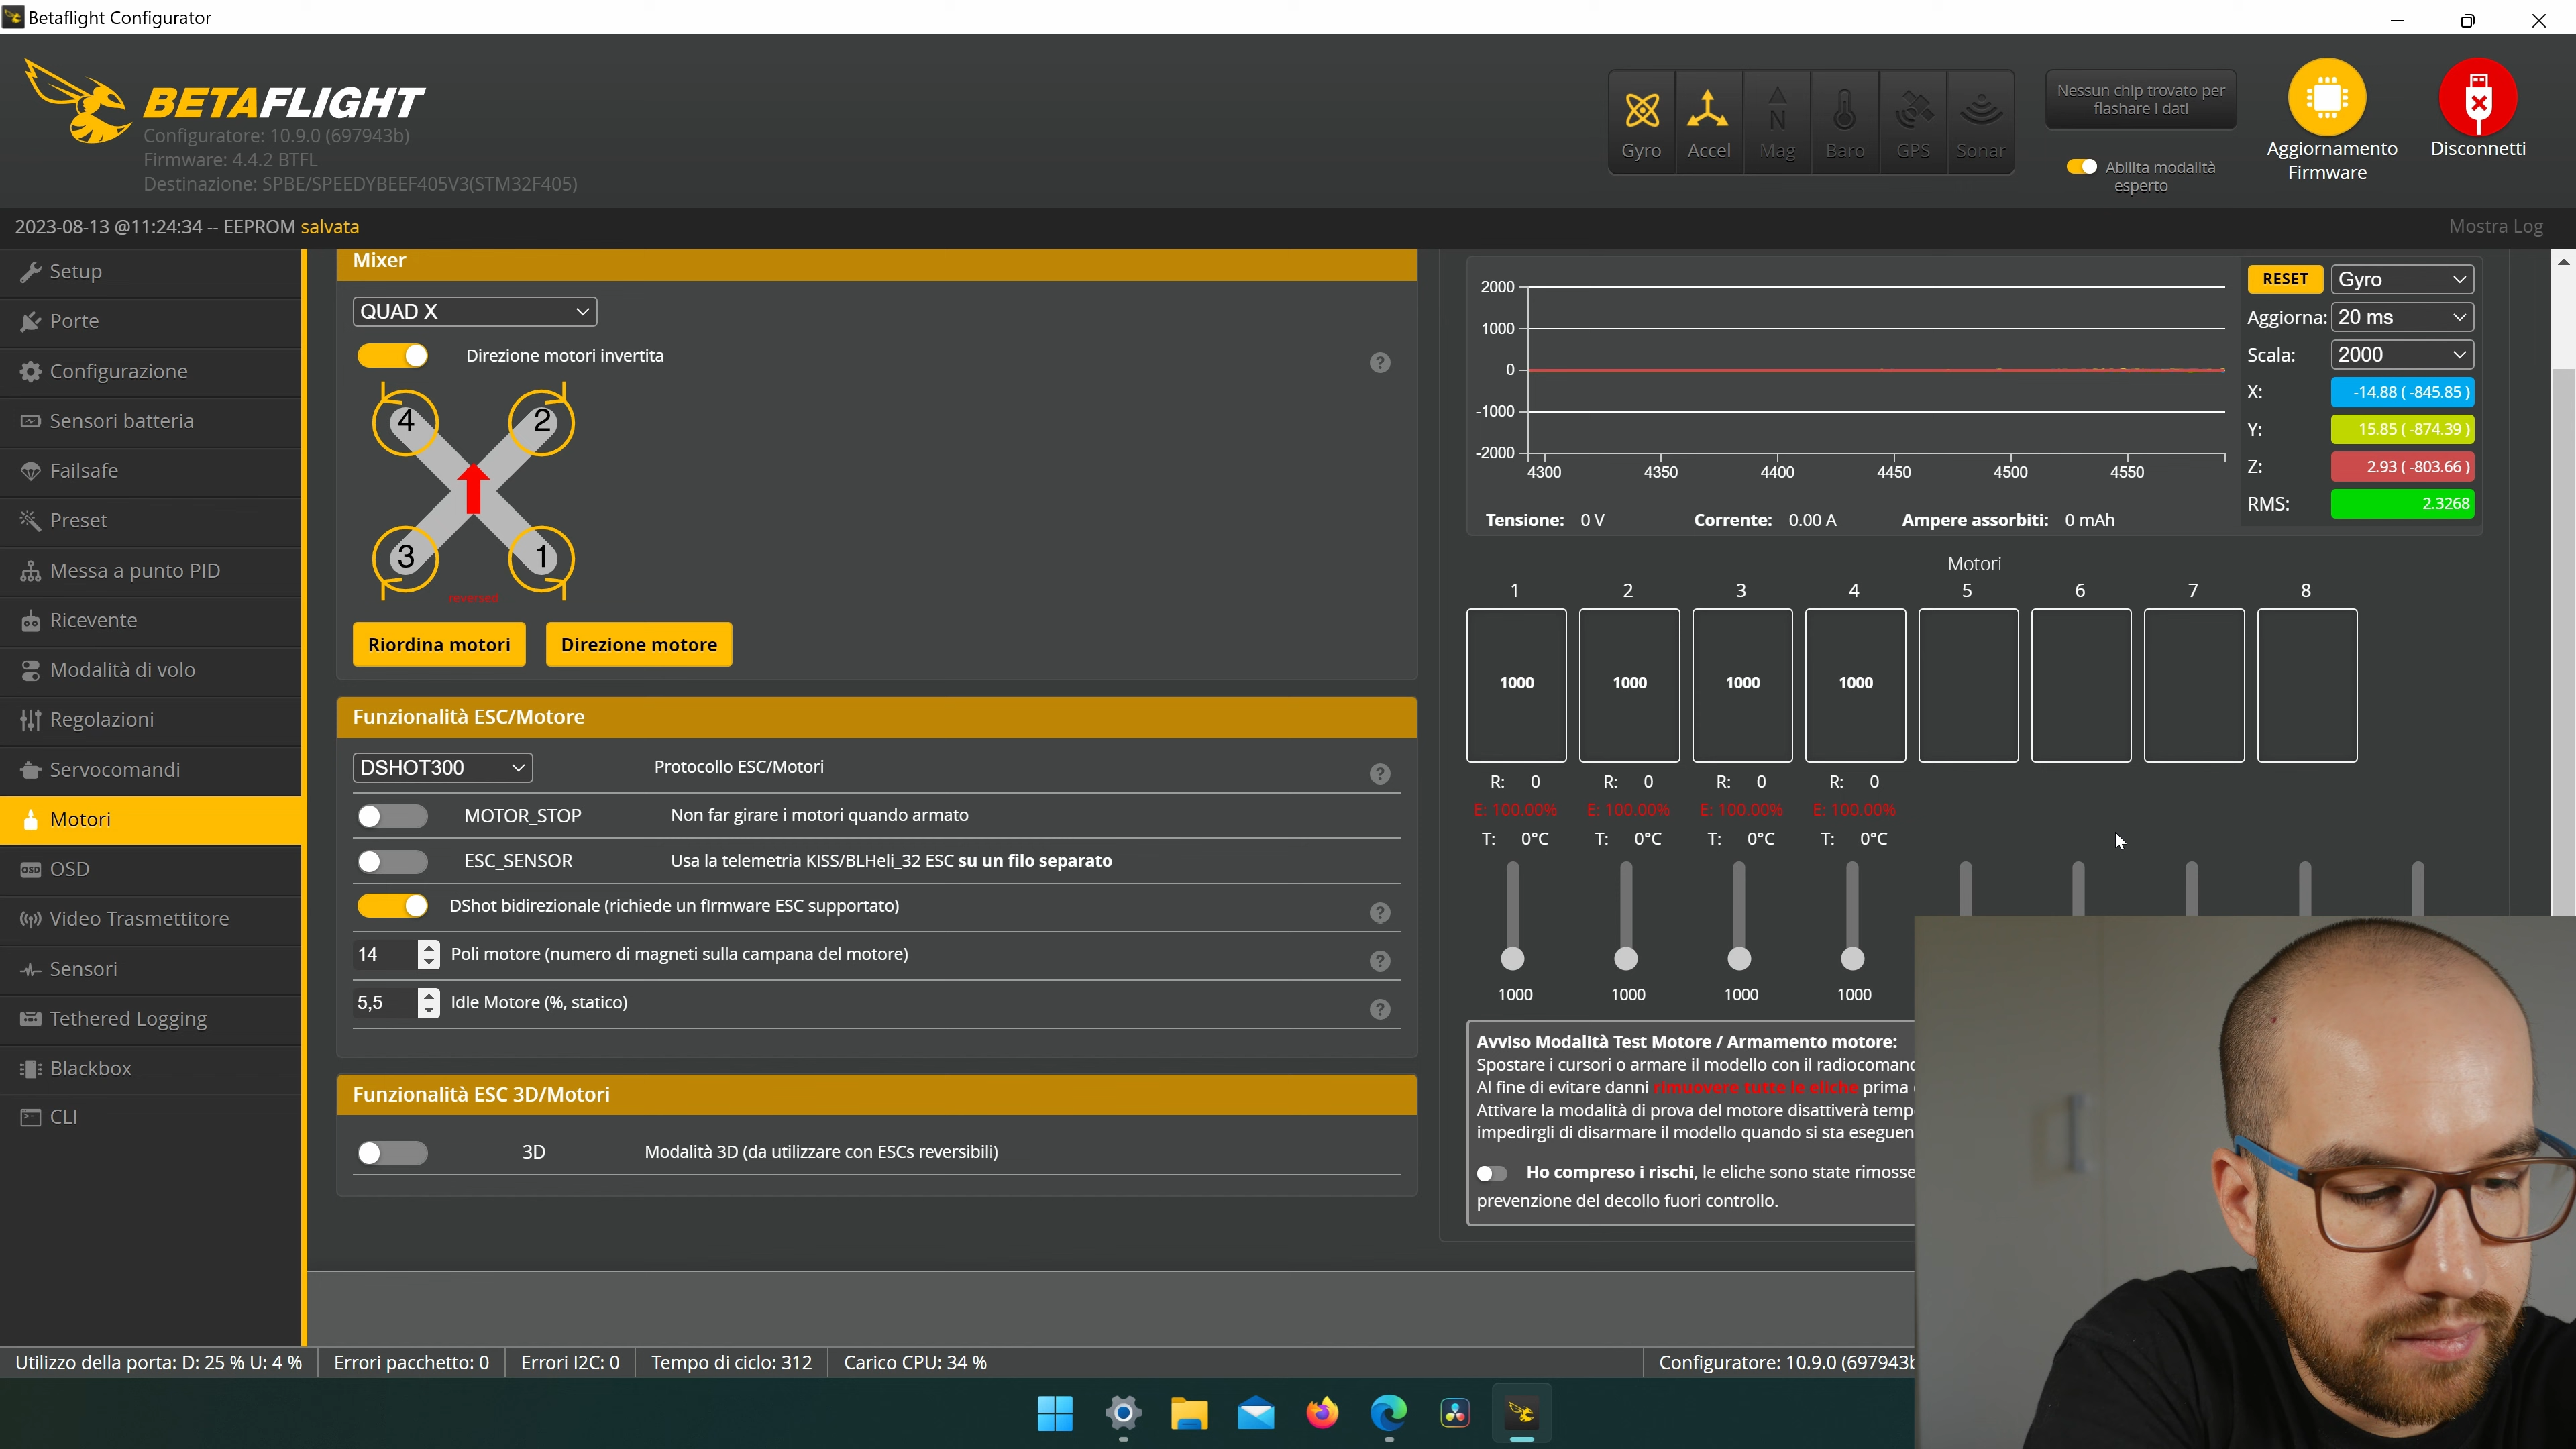 Betaflight Configurator
BETAFLIGHT
Configuratore: 10.9.0 (697943b)
Firmware: 4.4.2 BTFL
Destinazione: SPBE/SPEEDYBEEF405V3(STM32F405)
Gyro
Accel
Mag
Baro
GPS
Sonar
Nessun chip trovato per
flashare i dati
Abilita modalità
esperto
Aggiornamento
Firmware
Disconnetti
2023-08-13 @11:24:34 -- EEPROM salvata
Mostra Log
Setup
Porte
Configurazione
Sensori batteria
Failsafe
Preset
Messa a punto PID
Ricevente
Modalità di volo
Regolazioni
Servocomandi
Motori
OSD OSD
Video Trasmettitore
Sensori
Tethered Logging
Blackbox
CLI
Mixer
QUAD X
Direzione motori invertita
4 2
3 1
reversed
Riordina motori
Direzione motore
Funzionalità ESC/Motore
DSHOT300 Protocollo ESC/Motori
MOTOR_STOP Non far girare i motori quando armato
ESC_SENSOR Usa la telemetria KISS/BLHeli_32 ESC su un filo separato
DShot bidirezionale (richiede un firmware ESC supportato)
14 Poli motore (numero di magneti sulla campana del motore)
5,5 Idle Motore (%, statico)
Funzionalità ESC 3D/Motori
3D Modalità 3D (da utilizzare con ESCs reversibili)
2000
1000
0
-1000
-2000
4300 4350 4400 4450 4500 4550
RESET Gyro
Aggiorna: 20 ms
Scala: 2000
X: -14.88 ( -845.85 )
Y: 15.85 ( -874.39 )
Z: 2.93 ( -803.66 )
RMS: 2.3268
Tensione: 0 V Corrente: 0.00 A Ampere assorbiti: 0 mAh
Motori
1 2 3 4 5 6 7 8
1000 1000 1000 1000
R: 0 R: 0 R: 0 R: 0
E: 100.00% E: 100.00% E: 100.00% E: 100.00%
T: 0°C T: 0°C T: 0°C T: 0°C
1000 1000 1000 1000
Avviso Modalità Test Motore / Armamento motore:
Spostare i cursori o armare il modello con il radiocomand
Al fine di evitare danni rimuovere tutte le eliche prima
Attivare la modalità di prova del motore disattiverà temp
impedirgli di disarmare il modello quando si sta eseguen
Ho compreso i rischi, le eliche sono state rimosse
prevenzione del decollo fuori controllo.
Utilizzo della porta: D: 25 % U: 4 % Errori pacchetto: 0 Errori I2C: 0 Tempo di ciclo: 312 Carico CPU: 34 % Configuratore: 10.9.0 (697943b